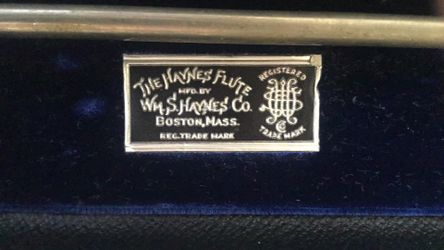 THE HAYNES FLUTE
MFD. BY
WM. S. HAYNES CO.
BOSTON, MASS.
REG. TRADE MARK
REGISTERED
TRADE MARK